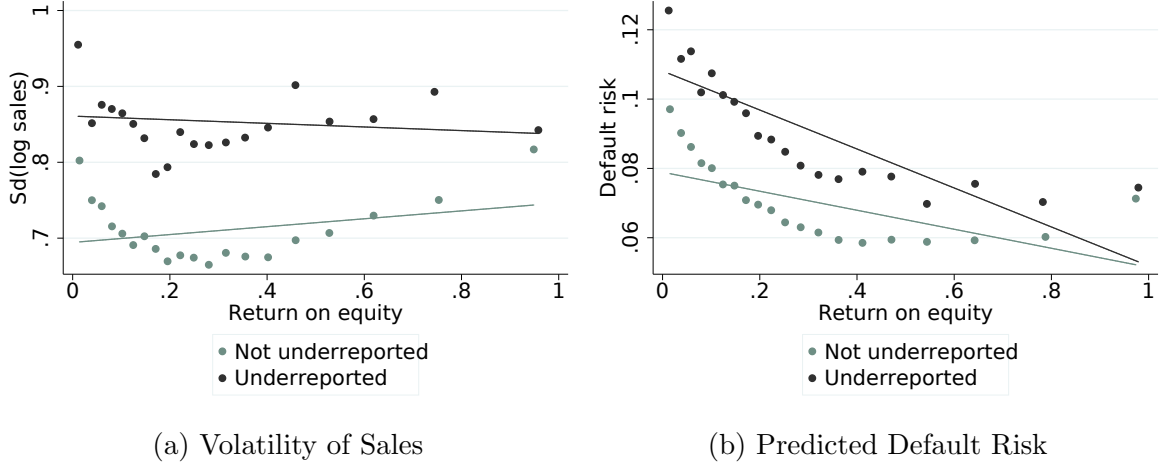 Sd(log sales)
1
.9
.8
.7
0
.2
.4
.6
.8
1
Return on equity
Not underreported
Underreported
(a) Volatility of Sales
Default risk
.12
.1
.08
.06
0
.2
.4
.6
.8
1
Return on equity
Not underreported
Underreported
(b) Predicted Default Risk